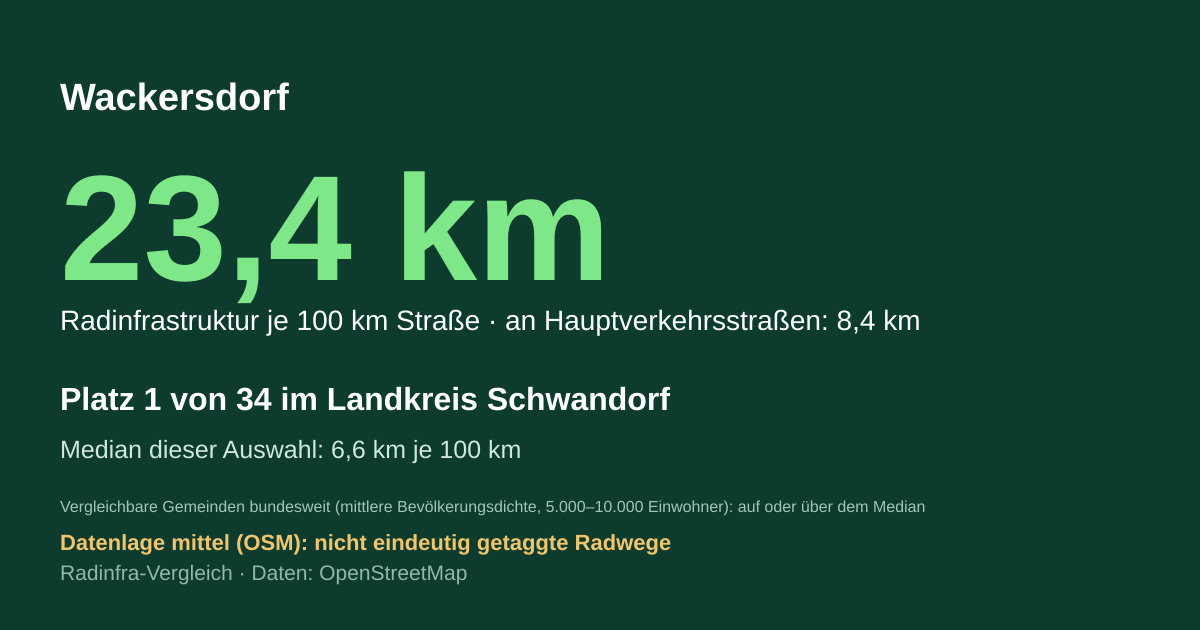 Wackersdorf
23,4 km
Radinfrastruktur je 100 km Straße · an Hauptverkehrsstraßen: 8,4 km
Platz 1 von 34 im Landkreis Schwandorf
Median dieser Auswahl: 6,6 km je 100 km
Vergleichbare Gemeinden bundesweit (mittlere Bevölkerungsdichte, 5.000–10.000 Einwohner): auf oder über dem Median
Datenlage mittel (OSM): nicht eindeutig getaggte Radwege
Radinfra-Vergleich · Daten: OpenStreetMap